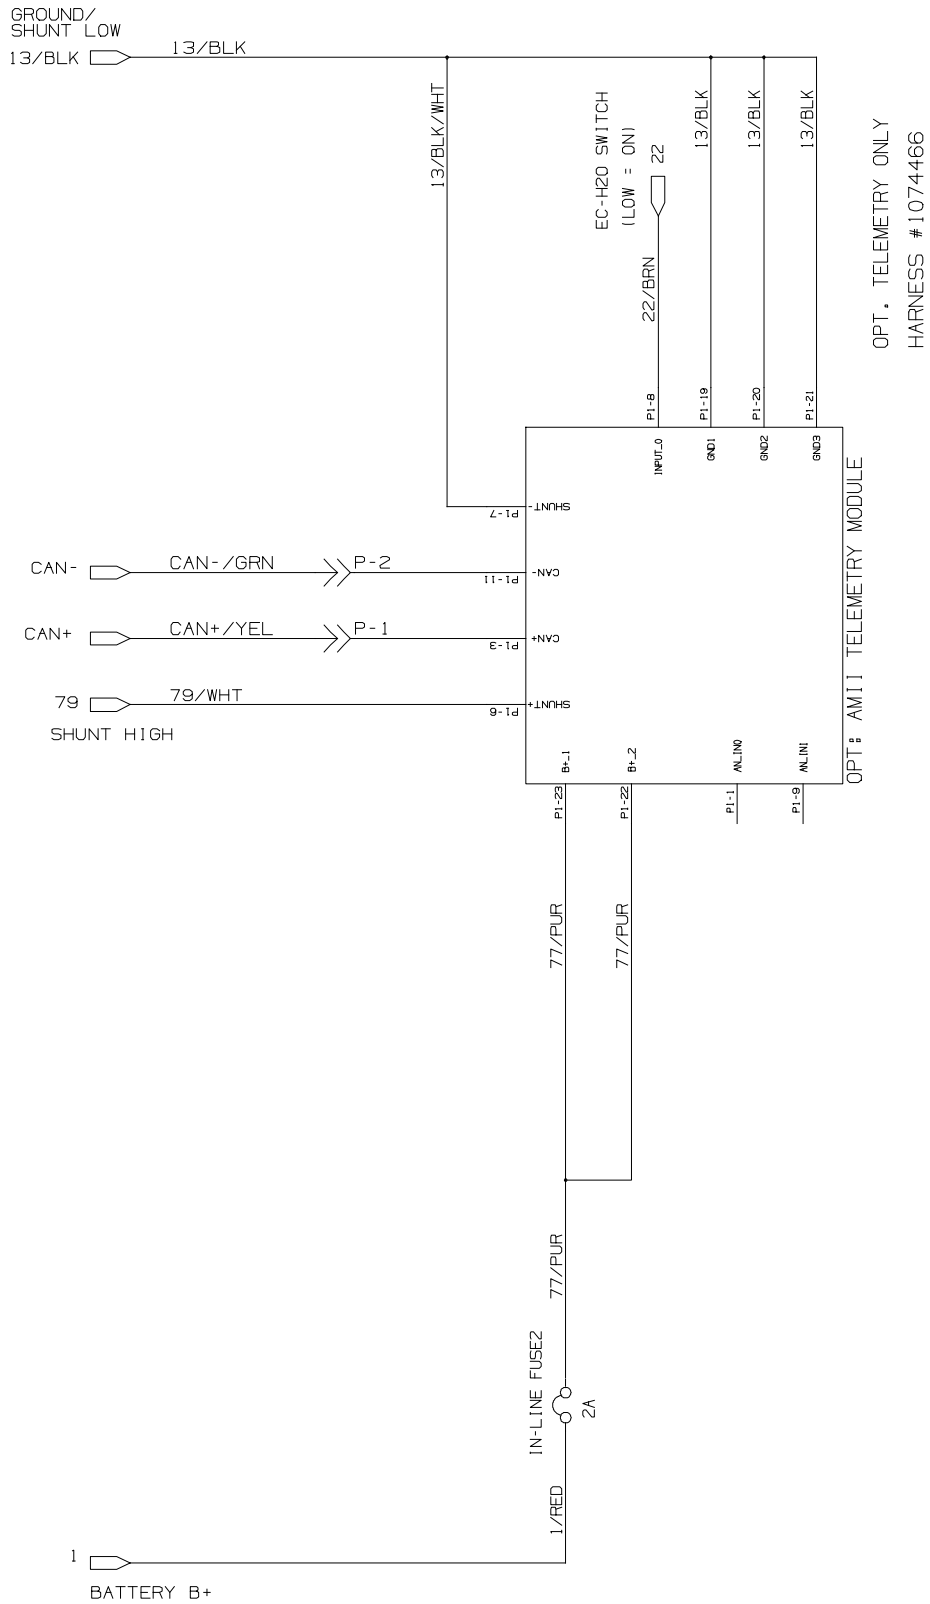 GROUND/
SHUNT LOW
13/BLK
13/BLK
13/BLK/WHT
EC-H2O SWITCH
(LOW = ON)
22
22/BRN
13/BLK
13/BLK
13/BLK
OPT. TELEMETRY ONLY
HARNESS #1074466
P1-8
P1-19
P1-20
P1-21
INPUT_0
GND1
GND2
GND3
P1-7
SHUNT-
CAN-
CAN-/GRN
P-2
P1-11
CAN-
CAN+
CAN+/YEL
P-1
P1-3
CAN+
79
79/WHT
P1-6
SHUNT+
SHUNT HIGH
B+_1
B+_2
AN_IN0
AN_IN1
OPT: AMII TELEMETRY MODULE
P1-23
P1-22
P1-1
P1-9
77/PUR
77/PUR
77/PUR
IN-LINE FUSE2
2A
1/RED
1
BATTERY B+